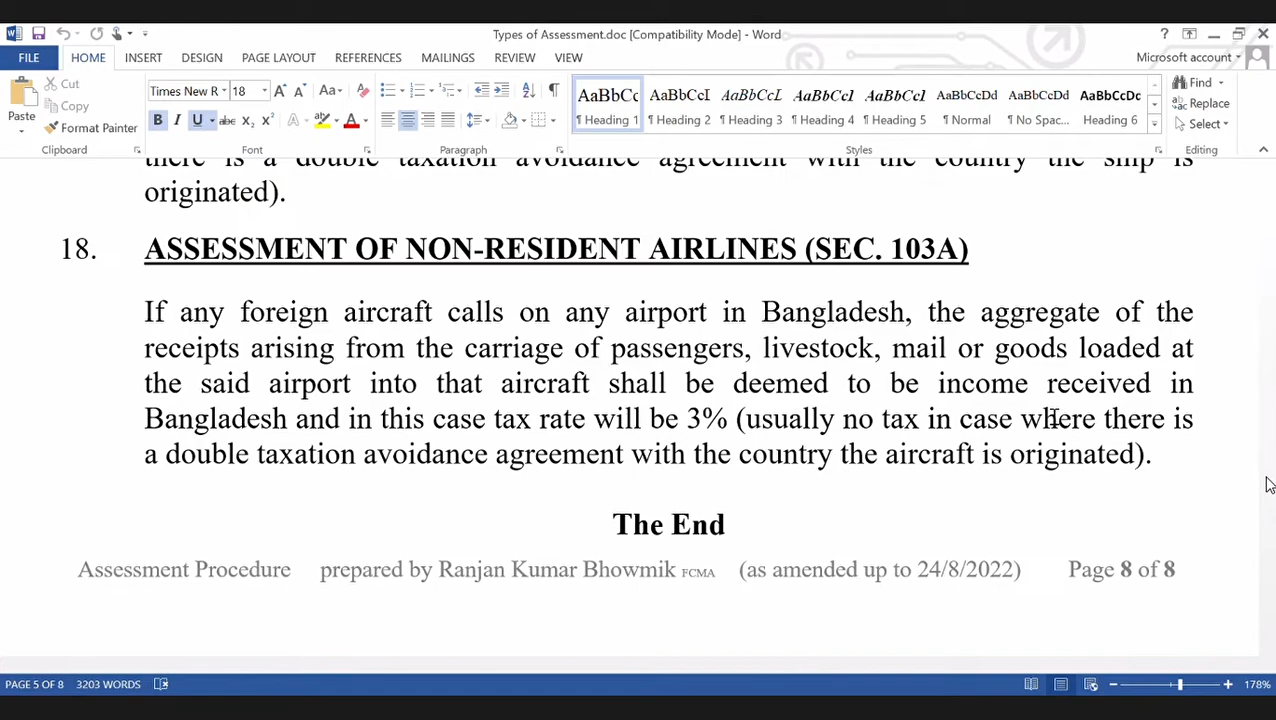 Types of Assessment.doc [Compatibility Mode] - Word
?
FILE HOME INSERT DESIGN PAGE LAYOUT REFERENCES MAILINGS REVIEW VIEW Microsoft account
Paste
Cut
Copy
Format Painter
Clipboard
Times New R 18
Font
Paragraph
AaBbCc AaBbCcI AaBbCcL AaBbCcI AaBbCcI AaBbCcDd AaBbCcDd AaBbCcDc
¶ Heading 1 ¶ Heading 2 ¶ Heading 3 ¶ Heading 4 ¶ Heading 5 ¶ Normal ¶ No Spac... Heading 6
Styles
Find
Replace
Select
Editing
there is a double taxation avoidance agreement with the country the ship is
originated).
18. ASSESSMENT OF NON-RESIDENT AIRLINES (SEC. 103A)
If any foreign aircraft calls on any airport in Bangladesh, the aggregate of the
receipts arising from the carriage of passengers, livestock, mail or goods loaded at
the said airport into that aircraft shall be deemed to be income received in
Bangladesh and in this case tax rate will be 3% (usually no tax in case where there is
a double taxation avoidance agreement with the country the aircraft is originated).
The End
Assessment Procedure prepared by Ranjan Kumar Bhowmik FCMA (as amended up to 24/8/2022) Page 8 of 8
PAGE 5 OF 8 3203 WORDS 178%